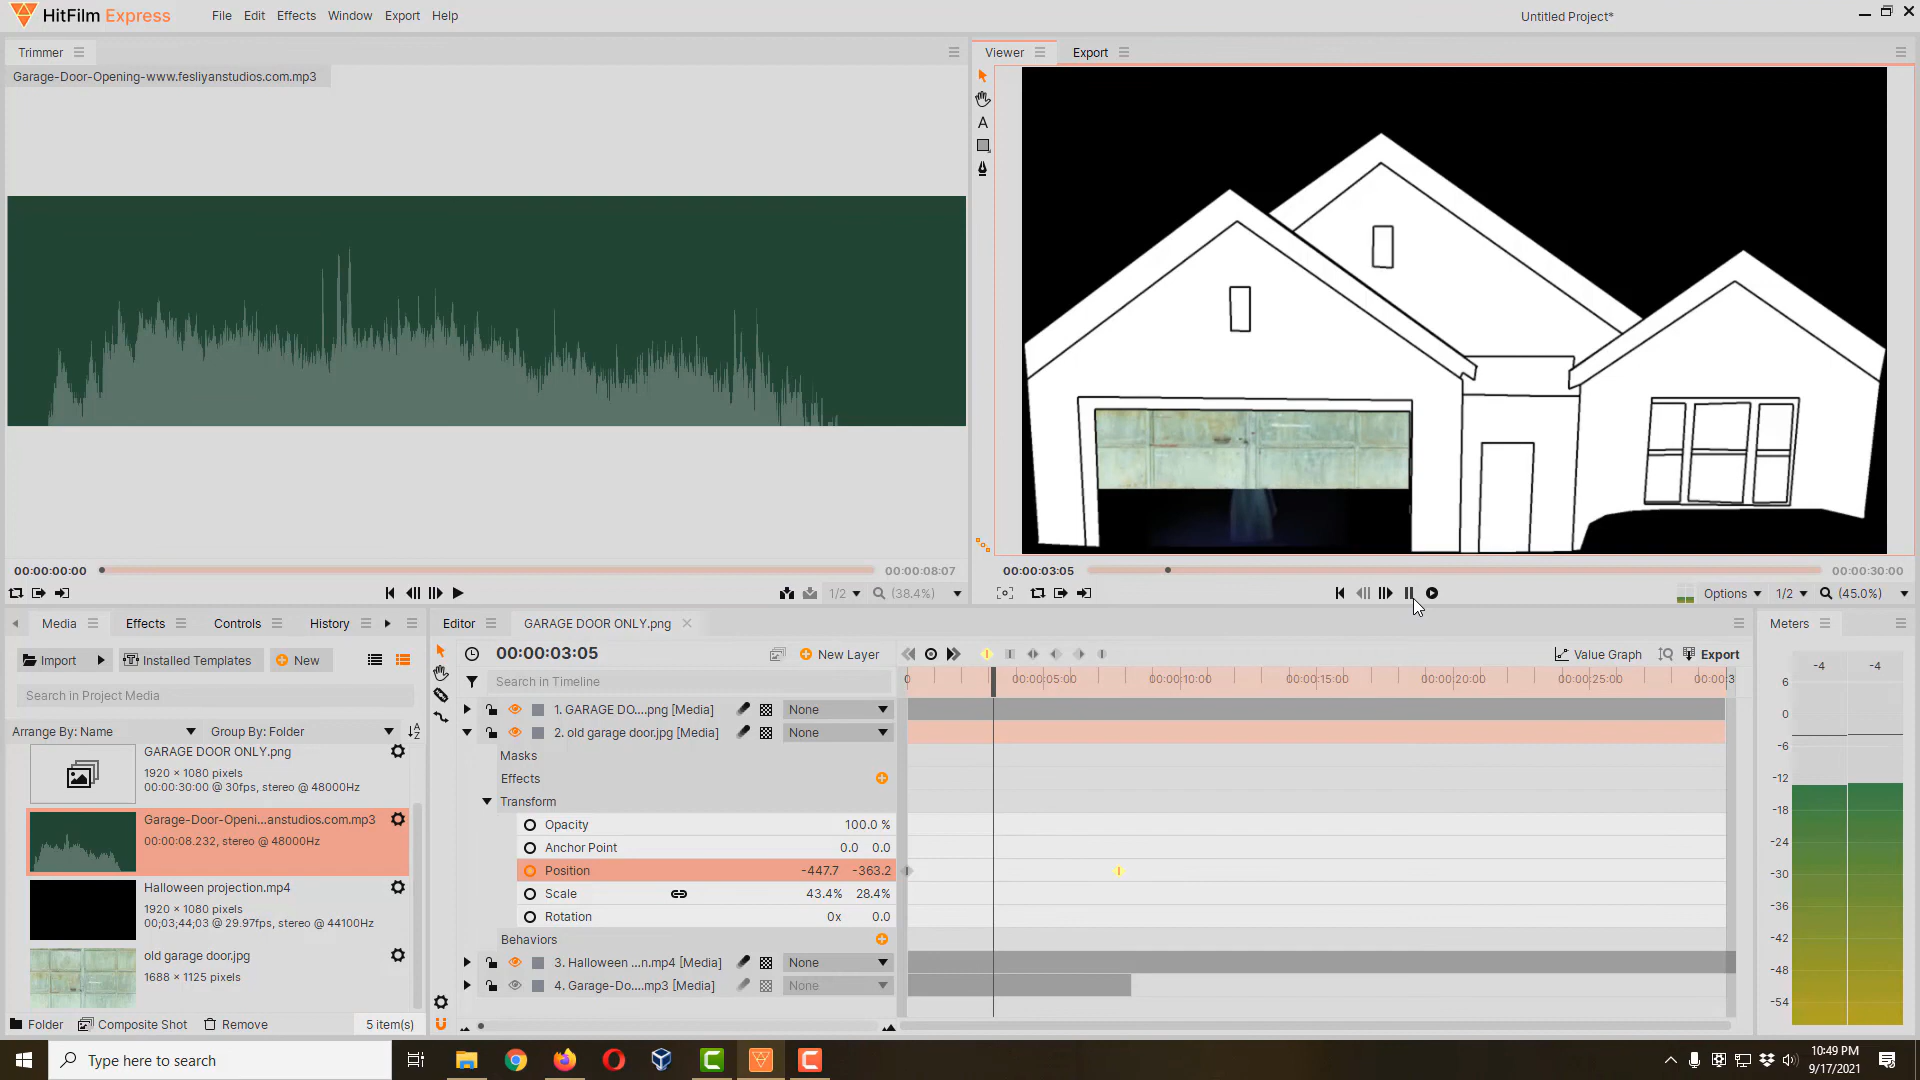 HitFilm Express
File Edit Effects Window Export Help
Untitled Project*
Trimmer
Garage-Door-Opening-www.fesliyanstudios.com.mp3
Viewer
Export
A
00:00:00:00
00:00:08:07
1/2
(38.4%)
00:00:03:05
00:00:30:00
Options
1/2
(45.0%)
Media
Effects
Controls
History
Import
Installed Templates
New
Search in Project Media
Arrange By: Name
Group By: Folder
GARAGE DOOR ONLY.png
1920 × 1080 pixels
00:00:30:00 @ 30fps, stereo @ 48000Hz
Garage-Door-Openi...anstudios.com.mp3
00:00:08.232, stereo @ 48000Hz
Halloween projection.mp4
1920 × 1080 pixels
00;03;44;03 @ 29.97fps, stereo @ 44100Hz
old garage door.jpg
1688 × 1125 pixels
Folder
Composite Shot
Remove
5 item(s)
Editor
GARAGE DOOR ONLY.png
00:00:03:05
New Layer
Value Graph
Export
Search in Timeline
0
00:00:05:00
00:00:10:00
00:00:15:00
00:00:20:00
00:00:25:00
00:00:3
1. GARAGE DO....png [Media]
None
2. old garage door.jpg [Media]
None
Masks
Effects
Transform
Opacity
100.0 %
Anchor Point
0.0 0.0
Position
-447.7 -363.2
Scale
43.4% 28.4%
Rotation
0x 0.0
Behaviors
3. Halloween ...n.mp4 [Media]
None
4. Garage-Do....mp3 [Media]
None
Meters
-4 -4
6
0
-6
-12
-18
-24
-30
-36
-42
-48
-54
Type here to search
10:49 PM
9/17/2021